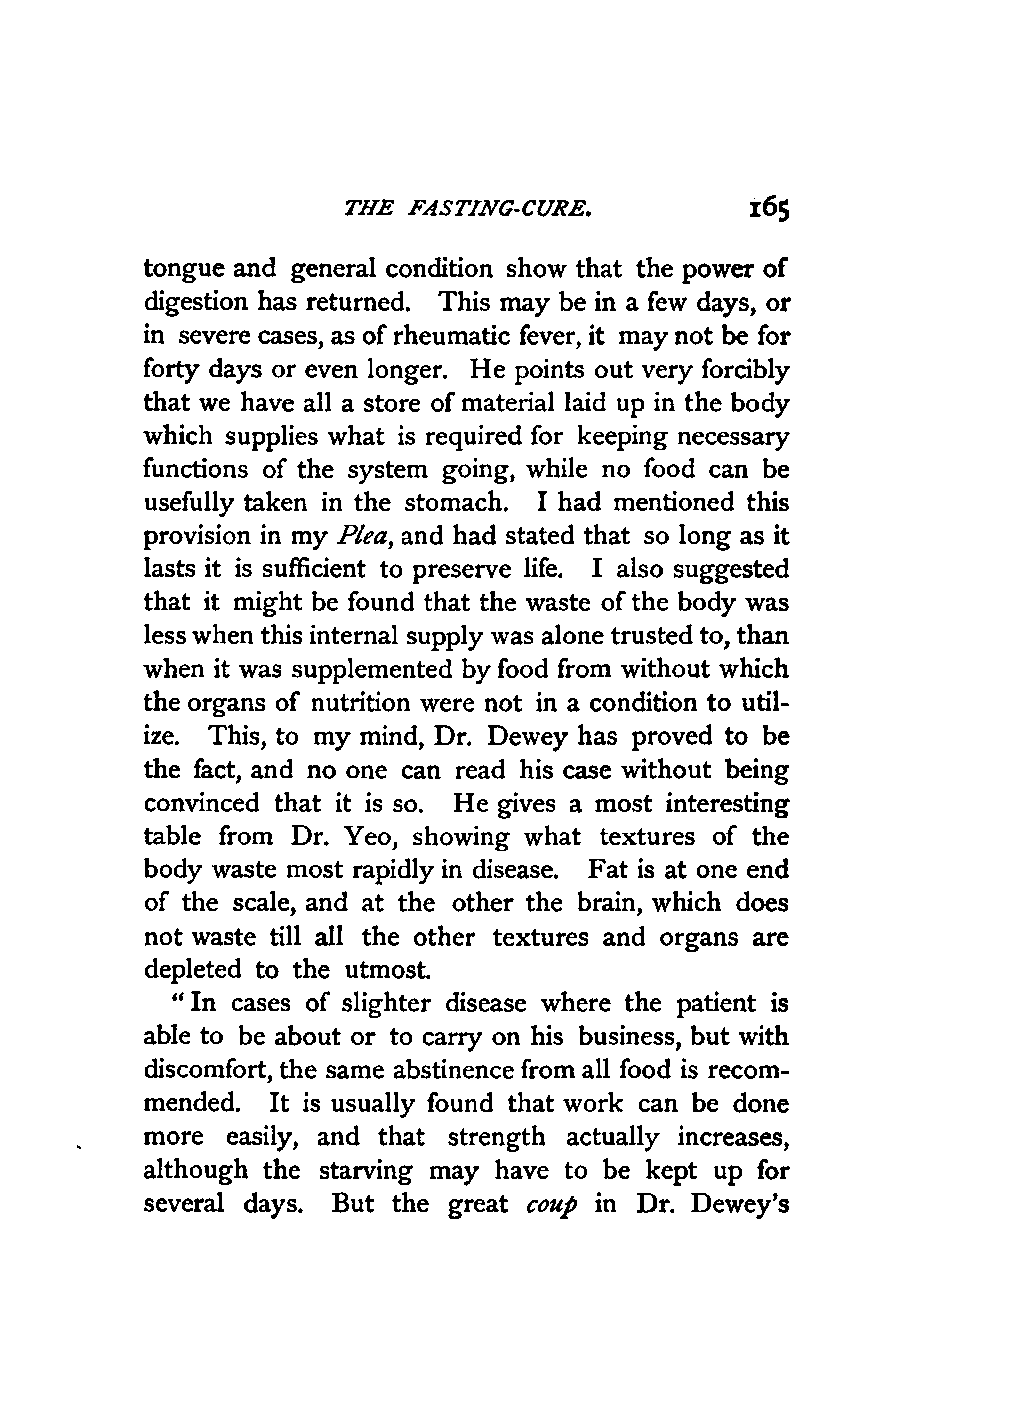 THE FASTING-CURE. 165
tongue and general condition show that the power of
digestion has returned. This may be in a few days, or
in severe cases, as of rheumatic fever, it may not be for
forty days or even longer. He points out very forcibly
that we have all a store of material laid up in the body
which supplies what is required for keeping necessary
functions of the system going, while no food can be
usefully taken in the stomach. I had mentioned this
provision in my Plea, and had stated that so long as it
lasts it is sufficient to preserve life. I also suggested
that it might be found that the waste of the body was
less when this internal supply was alone trusted to, than
when it was supplemented by food from without which
the organs of nutrition were not in a condition to util-
ize. This, to my mind, Dr. Dewey has proved to be
the fact, and no one can read his case without being
convinced that it is so. He gives a most interesting
table from Dr. Yeo, showing what textures of the
body waste most rapidly in disease. Fat is at one end
of the scale, and at the other the brain, which does
not waste till all the other textures and organs are
depleted to the utmost.
“In cases of slighter disease where the patient is
able to be about or to carry on his business, but with
discomfort, the same abstinence from all food is recom-
mended. It is usually found that work can be done
more easily, and that strength actually increases,
although the starving may have to be kept up for
several days. But the great coup in Dr. Dewey's